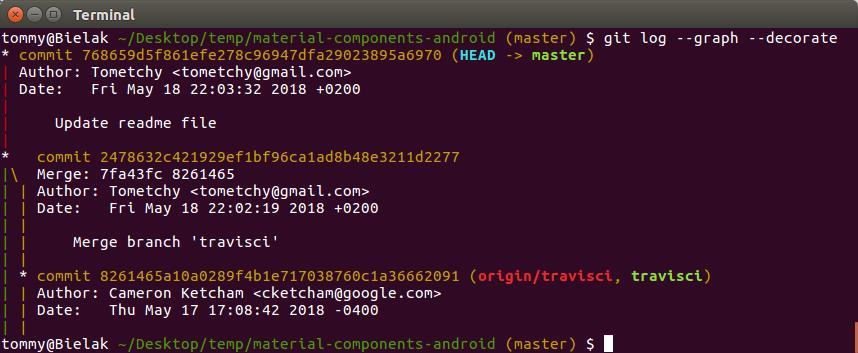 Terminal
tommy@Bielak ~/Desktop/temp/material-components-android (master) $ git log --graph --decorate
* commit 768659d5f861efe278c96947dfa29023895a6970 (HEAD -> master)
| Author: Tometchy <tometchy@gmail.com>
| Date:   Fri May 18 22:03:32 2018 +0200
|
|     Update readme file
|
*   commit 2478632c421929ef1bf96ca1ad8b48e3211d2277
|\  Merge: 7fa43fc 8261465
| | Author: Tometchy <tometchy@gmail.com>
| | Date:   Fri May 18 22:02:19 2018 +0200
| |
| |     Merge branch 'travisci'
| |
| * commit 8261465a10a0289f4b1e717038760c1a36662091 (origin/travisci, travisci)
| | Author: Cameron Ketcham <cketcham@google.com>
| | Date:   Thu May 17 17:08:42 2018 -0400
| |
tommy@Bielak ~/Desktop/temp/material-components-android (master) $